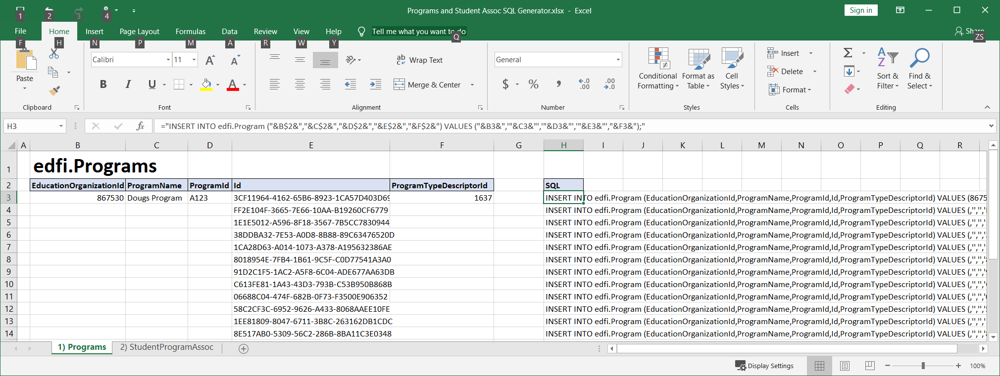 1 2 3 4
Programs and Student Assoc SQL Generator.xlsx - Excel
Sign in
File Home Insert Page Layout Formulas Data Review View Help Tell me what you want to do Share
F H N P M A R W Y Q ZS
Calibri 11 A A
ab
c Wrap Text
General
Insert
Paste
B I U A
Merge & Center
$ % , ←.0 .00
.00 →.0
Conditional Formatting
Format as Table
Cell Styles
Delete
Format
Σ
A
Z
Sort & Filter
Find & Select
Clipboard Font Alignment Number Styles Cells Editing
H3 fx ="INSERT INTO edfi.Program ("&B$2&","&C$2&","&D$2&","&E$2&","&F$2&") VALUES ("&B3&",'"&C3&"','"&D3&"','"&E3&"',"&F3&");"
A B C D E F G H I J K L M N O P Q R
1 edfi.Programs
2 EducationOrganizationId ProgramName ProgramId Id ProgramTypeDescriptorId SQL
3 867530 Dougs Program A123 3CF11964-4162-65B6-8923-1CA57D403D69 1637 INSERT INTO edfi.Program (EducationOrganizationId,ProgramName,ProgramId,Id,ProgramTypeDescriptorId) VALUES (8675
4 FF2E104F-3665-7E66-10AA-B19260CF6779 INSERT INTO edfi.Program (EducationOrganizationId,ProgramName,ProgramId,Id,ProgramTypeDescriptorId) VALUES (,'','','
5 1E1E5012-A596-8F18-3567-7B5CC7830944 INSERT INTO edfi.Program (EducationOrganizationId,ProgramName,ProgramId,Id,ProgramTypeDescriptorId) VALUES (,'','','
6 38DDBA32-7E53-A0D8-8B88-89C63476520D INSERT INTO edfi.Program (EducationOrganizationId,ProgramName,ProgramId,Id,ProgramTypeDescriptorId) VALUES (,'','','
7 1CA28D63-A014-1073-A378-A195632386AE INSERT INTO edfi.Program (EducationOrganizationId,ProgramName,ProgramId,Id,ProgramTypeDescriptorId) VALUES (,'','','
8 8018954E-7FB4-1B61-9C5F-C0D77541A3A0 INSERT INTO edfi.Program (EducationOrganizationId,ProgramName,ProgramId,Id,ProgramTypeDescriptorId) VALUES (,'','','
9 91D2C1F5-1AC2-A5F8-6C04-ADE677AA63DB INSERT INTO edfi.Program (EducationOrganizationId,ProgramName,ProgramId,Id,ProgramTypeDescriptorId) VALUES (,'','','
10 C613FE81-1A43-43D3-793B-C53B950B868B INSERT INTO edfi.Program (EducationOrganizationId,ProgramName,ProgramId,Id,ProgramTypeDescriptorId) VALUES (,'','','
11 06688C04-474F-682B-0F73-F3500E906352 INSERT INTO edfi.Program (EducationOrganizationId,ProgramName,ProgramId,Id,ProgramTypeDescriptorId) VALUES (,'','','
12 58C2CF3C-6952-9626-A433-8068AAEE10FE INSERT INTO edfi.Program (EducationOrganizationId,ProgramName,ProgramId,Id,ProgramTypeDescriptorId) VALUES (,'','','
13 1EE81809-8047-6711-3B8C-263162DB1CDC INSERT INTO edfi.Program (EducationOrganizationId,ProgramName,ProgramId,Id,ProgramTypeDescriptorId) VALUES (,'','','
14 8E517AB0-5309-56C2-286B-8BA11C3E0348 INSERT INTO edfi.Program (EducationOrganizationId,ProgramName,ProgramId,Id,ProgramTypeDescriptorId) VALUES (,'','','
1) Programs 2) StudentProgramAssoc
Display Settings 100%